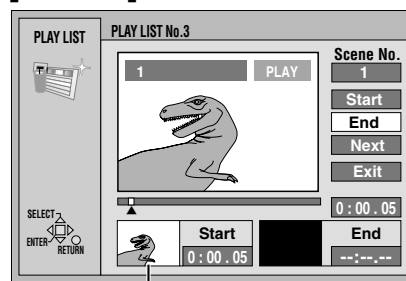 PLAY LIST
PLAY LIST No.3
T
1
PLAY
Scene No.
1
Start
End
Next
Exit
0 : 00 . 05
SELECT
ENTER
RETURN
Start
0 : 00 . 05
End
--:--.--